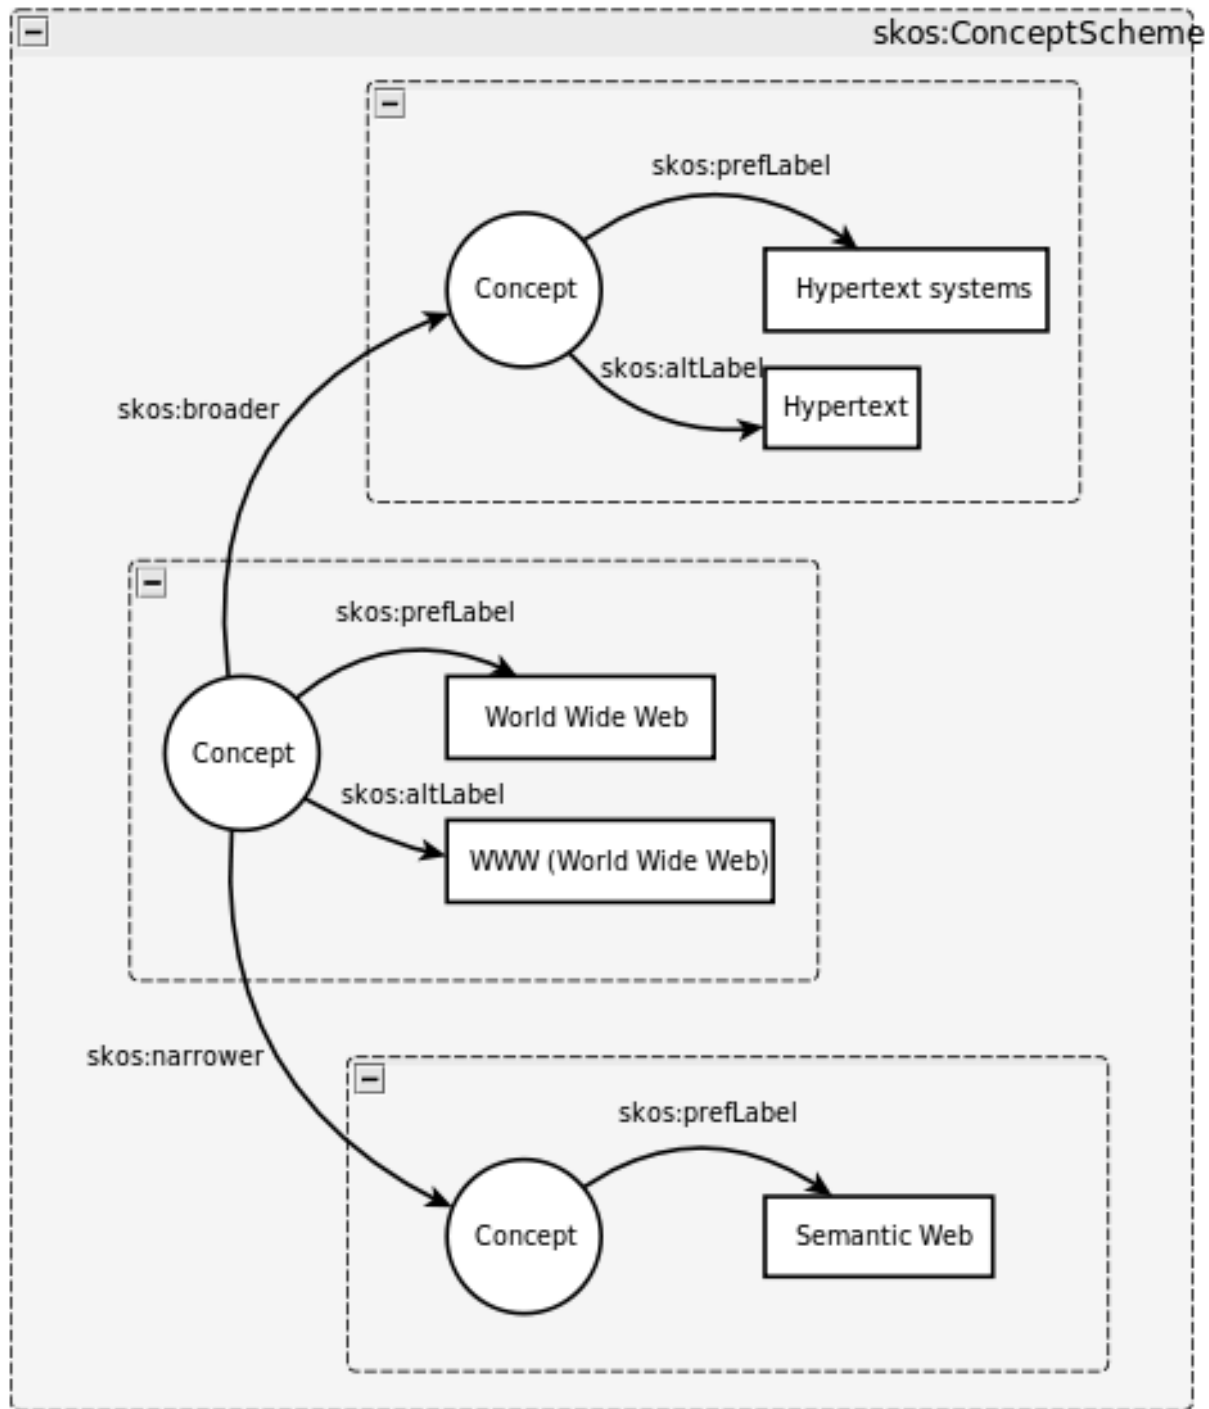 skos:ConceptScheme
skos:prefLabel
Concept
Hypertext systems
skos:altLabel
Hypertext
skos:broader
skos:prefLabel
World Wide Web
Concept
skos:altLabel
WWW (World Wide Web)
skos:narrower
skos:prefLabel
Concept
Semantic Web